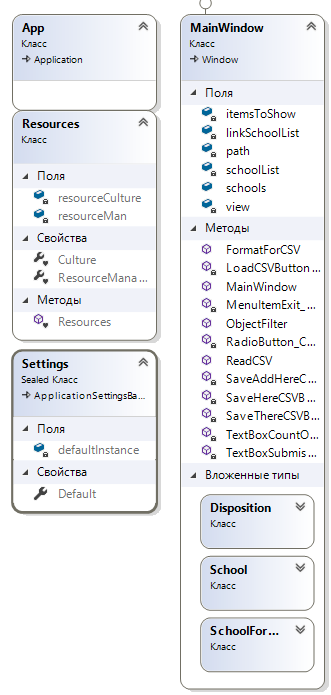 App
Класс
Application
Resources
Класс
Поля
resourceCulture
resourceMan
Свойства
Culture
ResourceMana...
Методы
Resources
Settings
Sealed Класс
ApplicationSettingsBa...
Поля
defaultInstance
Свойства
Default
MainWindow
Класс
Window
Поля
itemsToShow
linkSchoolList
path
schoolList
schools
view
Методы
FormatForCSV
LoadCSVButton
MainWindow
MenuItemExit_...
ObjectFilter
RadioButton_C...
ReadCSV
SaveAddHereC...
SaveHereCSVB...
SaveThereCSVB...
TextBoxCountO...
TextBoxSubmis...
Вложенные типы
Disposition
Класс
School
Класс
SchoolFor...
Класс